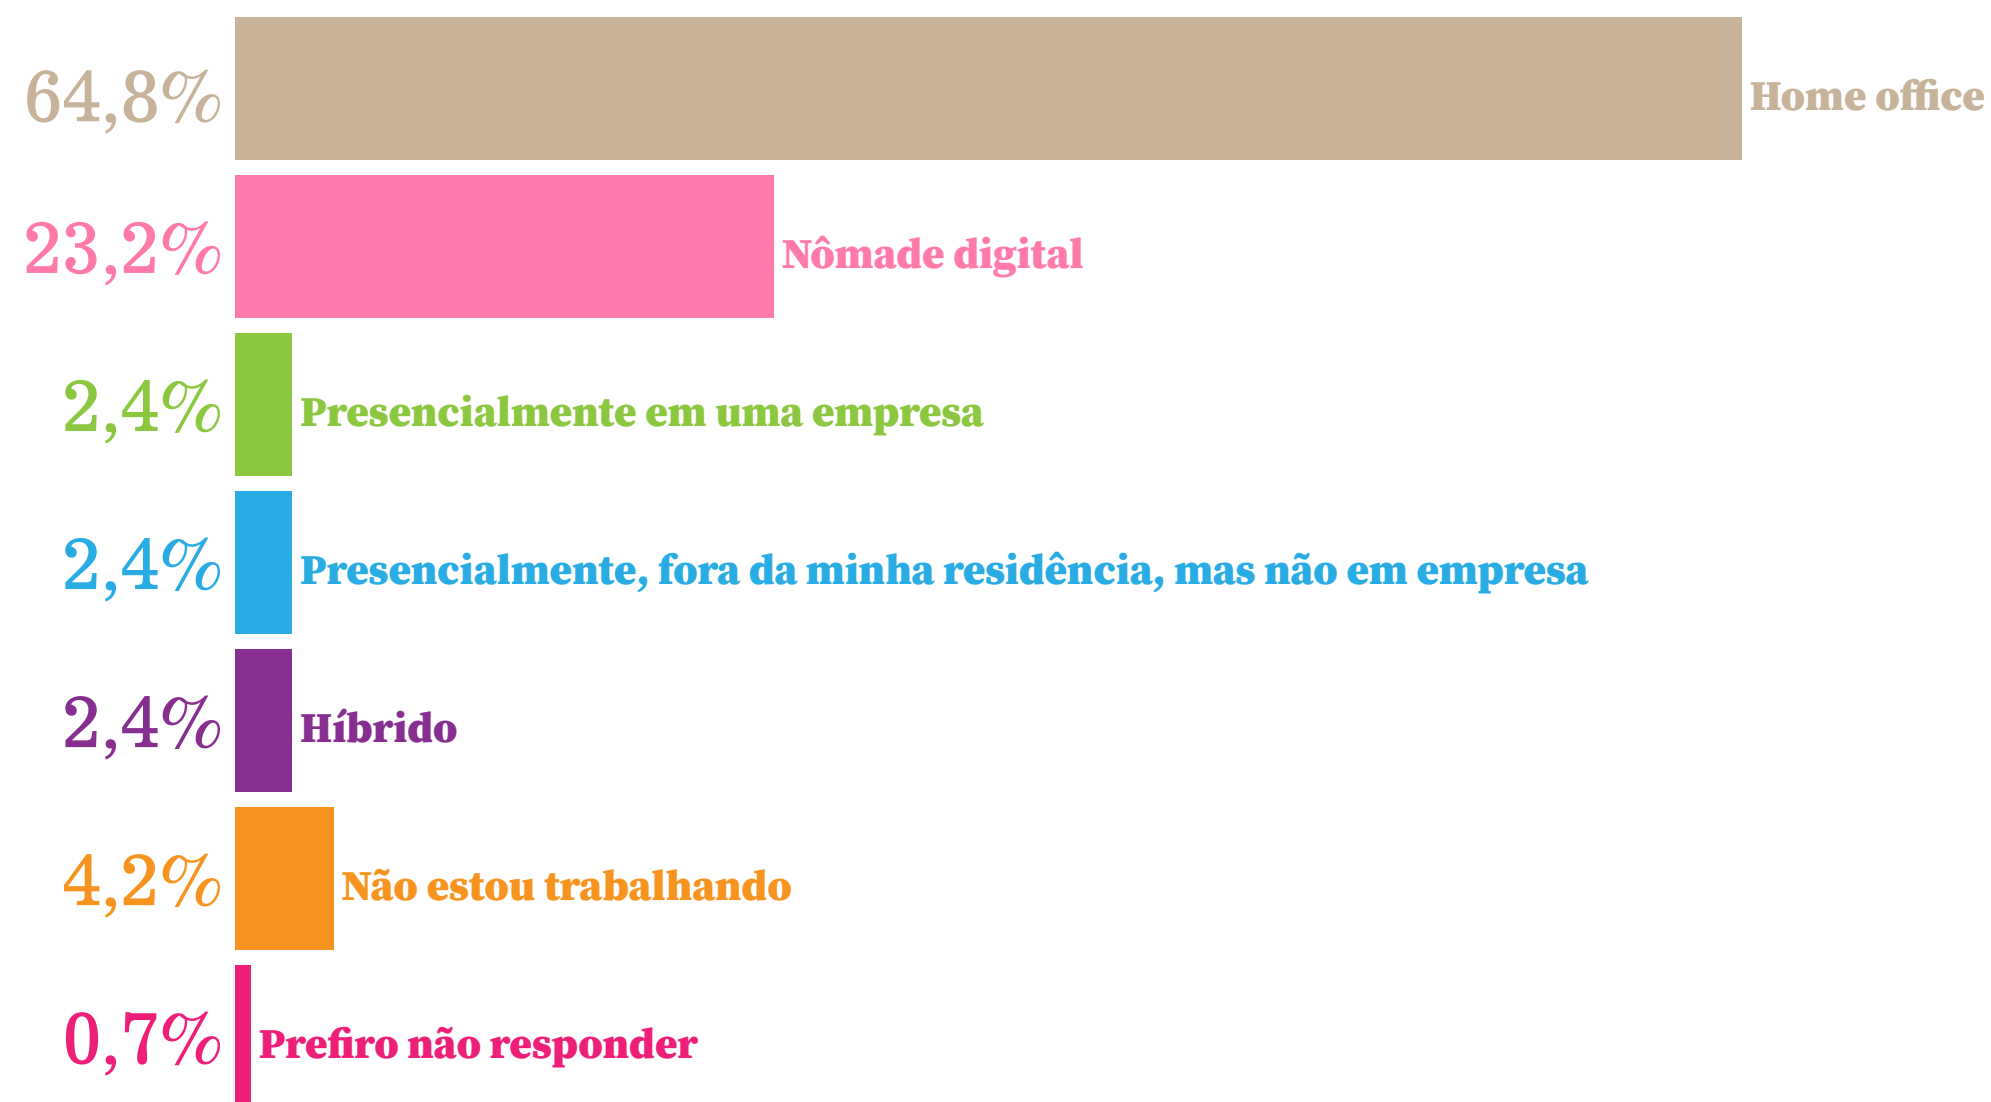 64,8% Home office
23,2% Nômade digital
2,4% Presencialmente em uma empresa
2,4% Presencialmente, fora da minha residência, mas não em empresa
2,4% Híbrido
4,2% Não estou trabalhando
0,7% Prefiro não responder